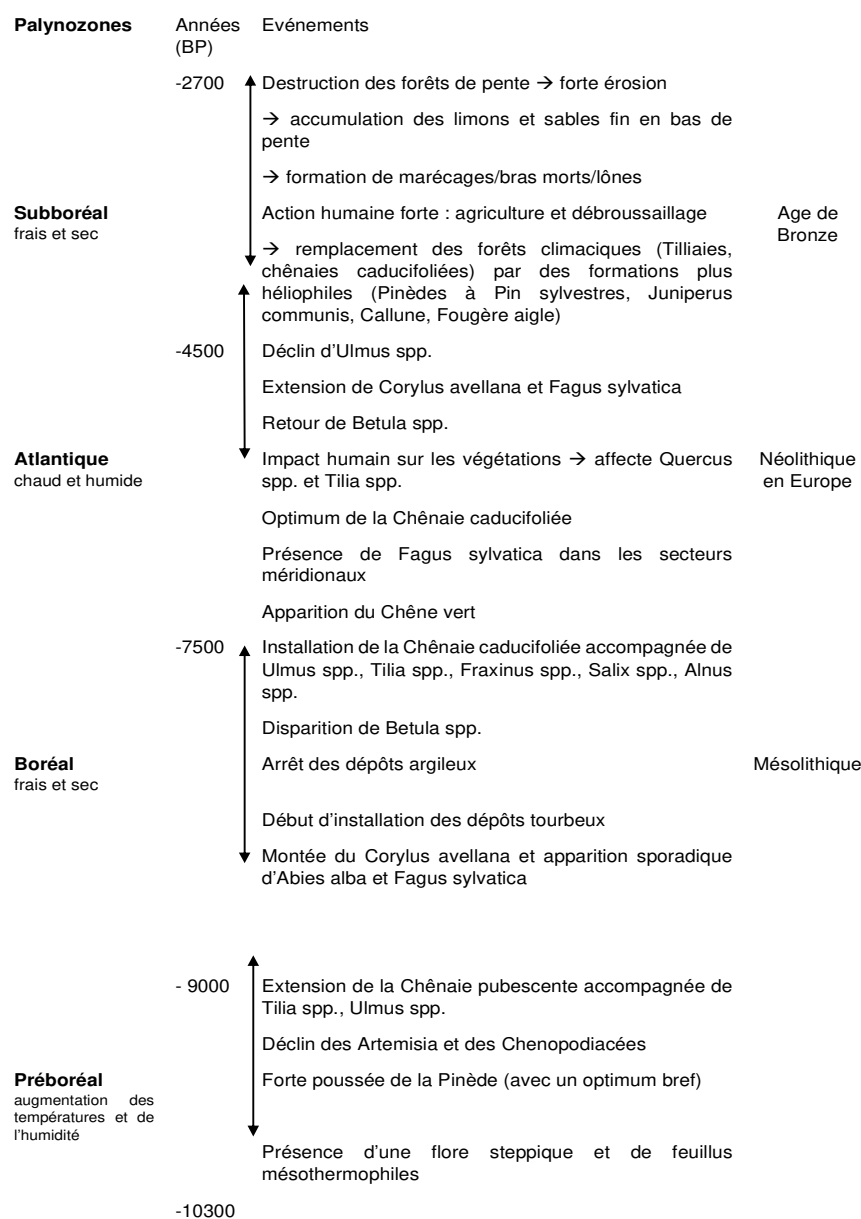 Palynozones Années Evénements
(BP)
-2700 Destruction des forêts de pente → forte érosion
→ accumulation des limons et sables fin en bas de
pente
→ formation de marécages/bras morts/lônes
Subboréal Action humaine forte : agriculture et débroussaillage Age de
frais et sec Bronze
→ remplacement des forêts climaciques (Tilliaies,
chênaies caducifoliées) par des formations plus
héliophiles (Pinèdes à Pin sylvestres, Juniperus
communis, Callune, Fougère aigle)
-4500 Déclin d'Ulmus spp.
Extension de Corylus avellana et Fagus sylvatica
Retour de Betula spp.
Atlantique Impact humain sur les végétations → affecte Quercus Néolithique
chaud et humide spp. et Tilia spp. en Europe
Optimum de la Chênaie caducifoliée
Présence de Fagus sylvatica dans les secteurs
méridionaux
Apparition du Chêne vert
-7500 Installation de la Chênaie caducifoliée accompagnée de
Ulmus spp., Tilia spp., Fraxinus spp., Salix spp., Alnus
spp.
Disparition de Betula spp.
Boréal Arrêt des dépôts argileux Mésolithique
frais et sec
Début d'installation des dépôts tourbeux
Montée du Corylus avellana et apparition sporadique
d'Abies alba et Fagus sylvatica
- 9000 Extension de la Chênaie pubescente accompagnée de
Tilia spp., Ulmus spp.
Déclin des Artemisia et des Chenopodiacées
Préboréal Forte poussée de la Pinède (avec un optimum bref)
augmentation des
températures et de
l'humidité
Présence d'une flore steppique et de feuillus
mésothermophiles
-10300